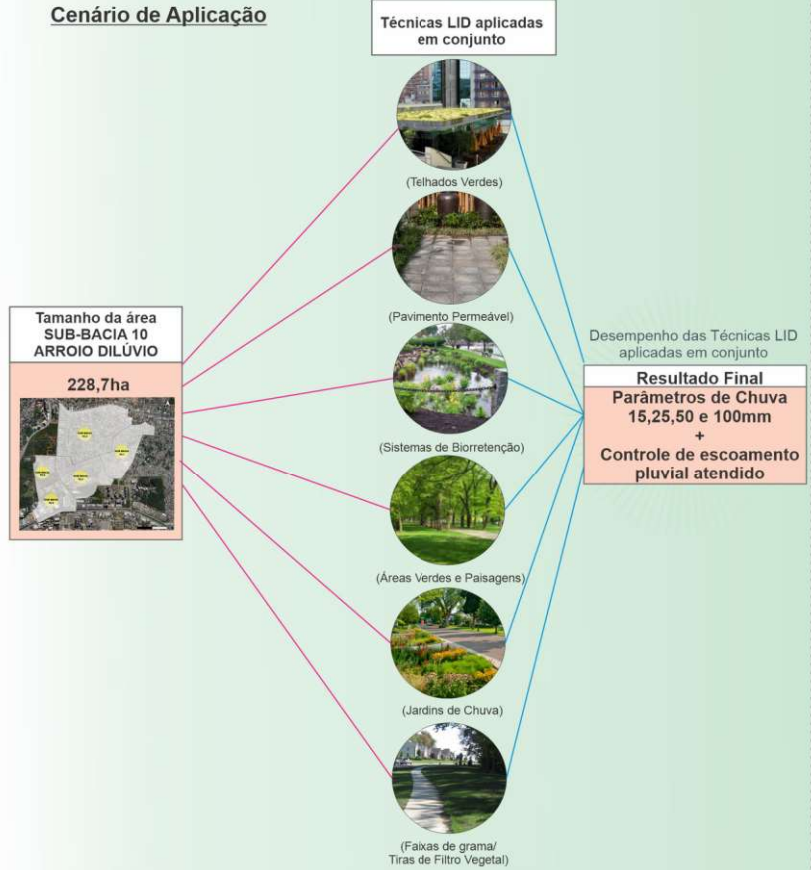 Cenário de Aplicação
Técnicas LID aplicadas
em conjunto
(Telhados Verdes)
(Pavimento Permeável)
(Sistemas de Biorretenção)
(Áreas Verdes e Paisagens)
(Jardins de Chuva)
(Faixas de grama/
Tiras de Filtro Vegetal)
Tamanho da área
SUB-BACIA 10
ARROIO DILÚVIO
228,7ha
Desempenho das Técnicas LID
aplicadas em conjunto
Resultado Final
Parâmetros de Chuva
15,25,50 e 100mm
+
Controle de escoamento
pluvial atendido